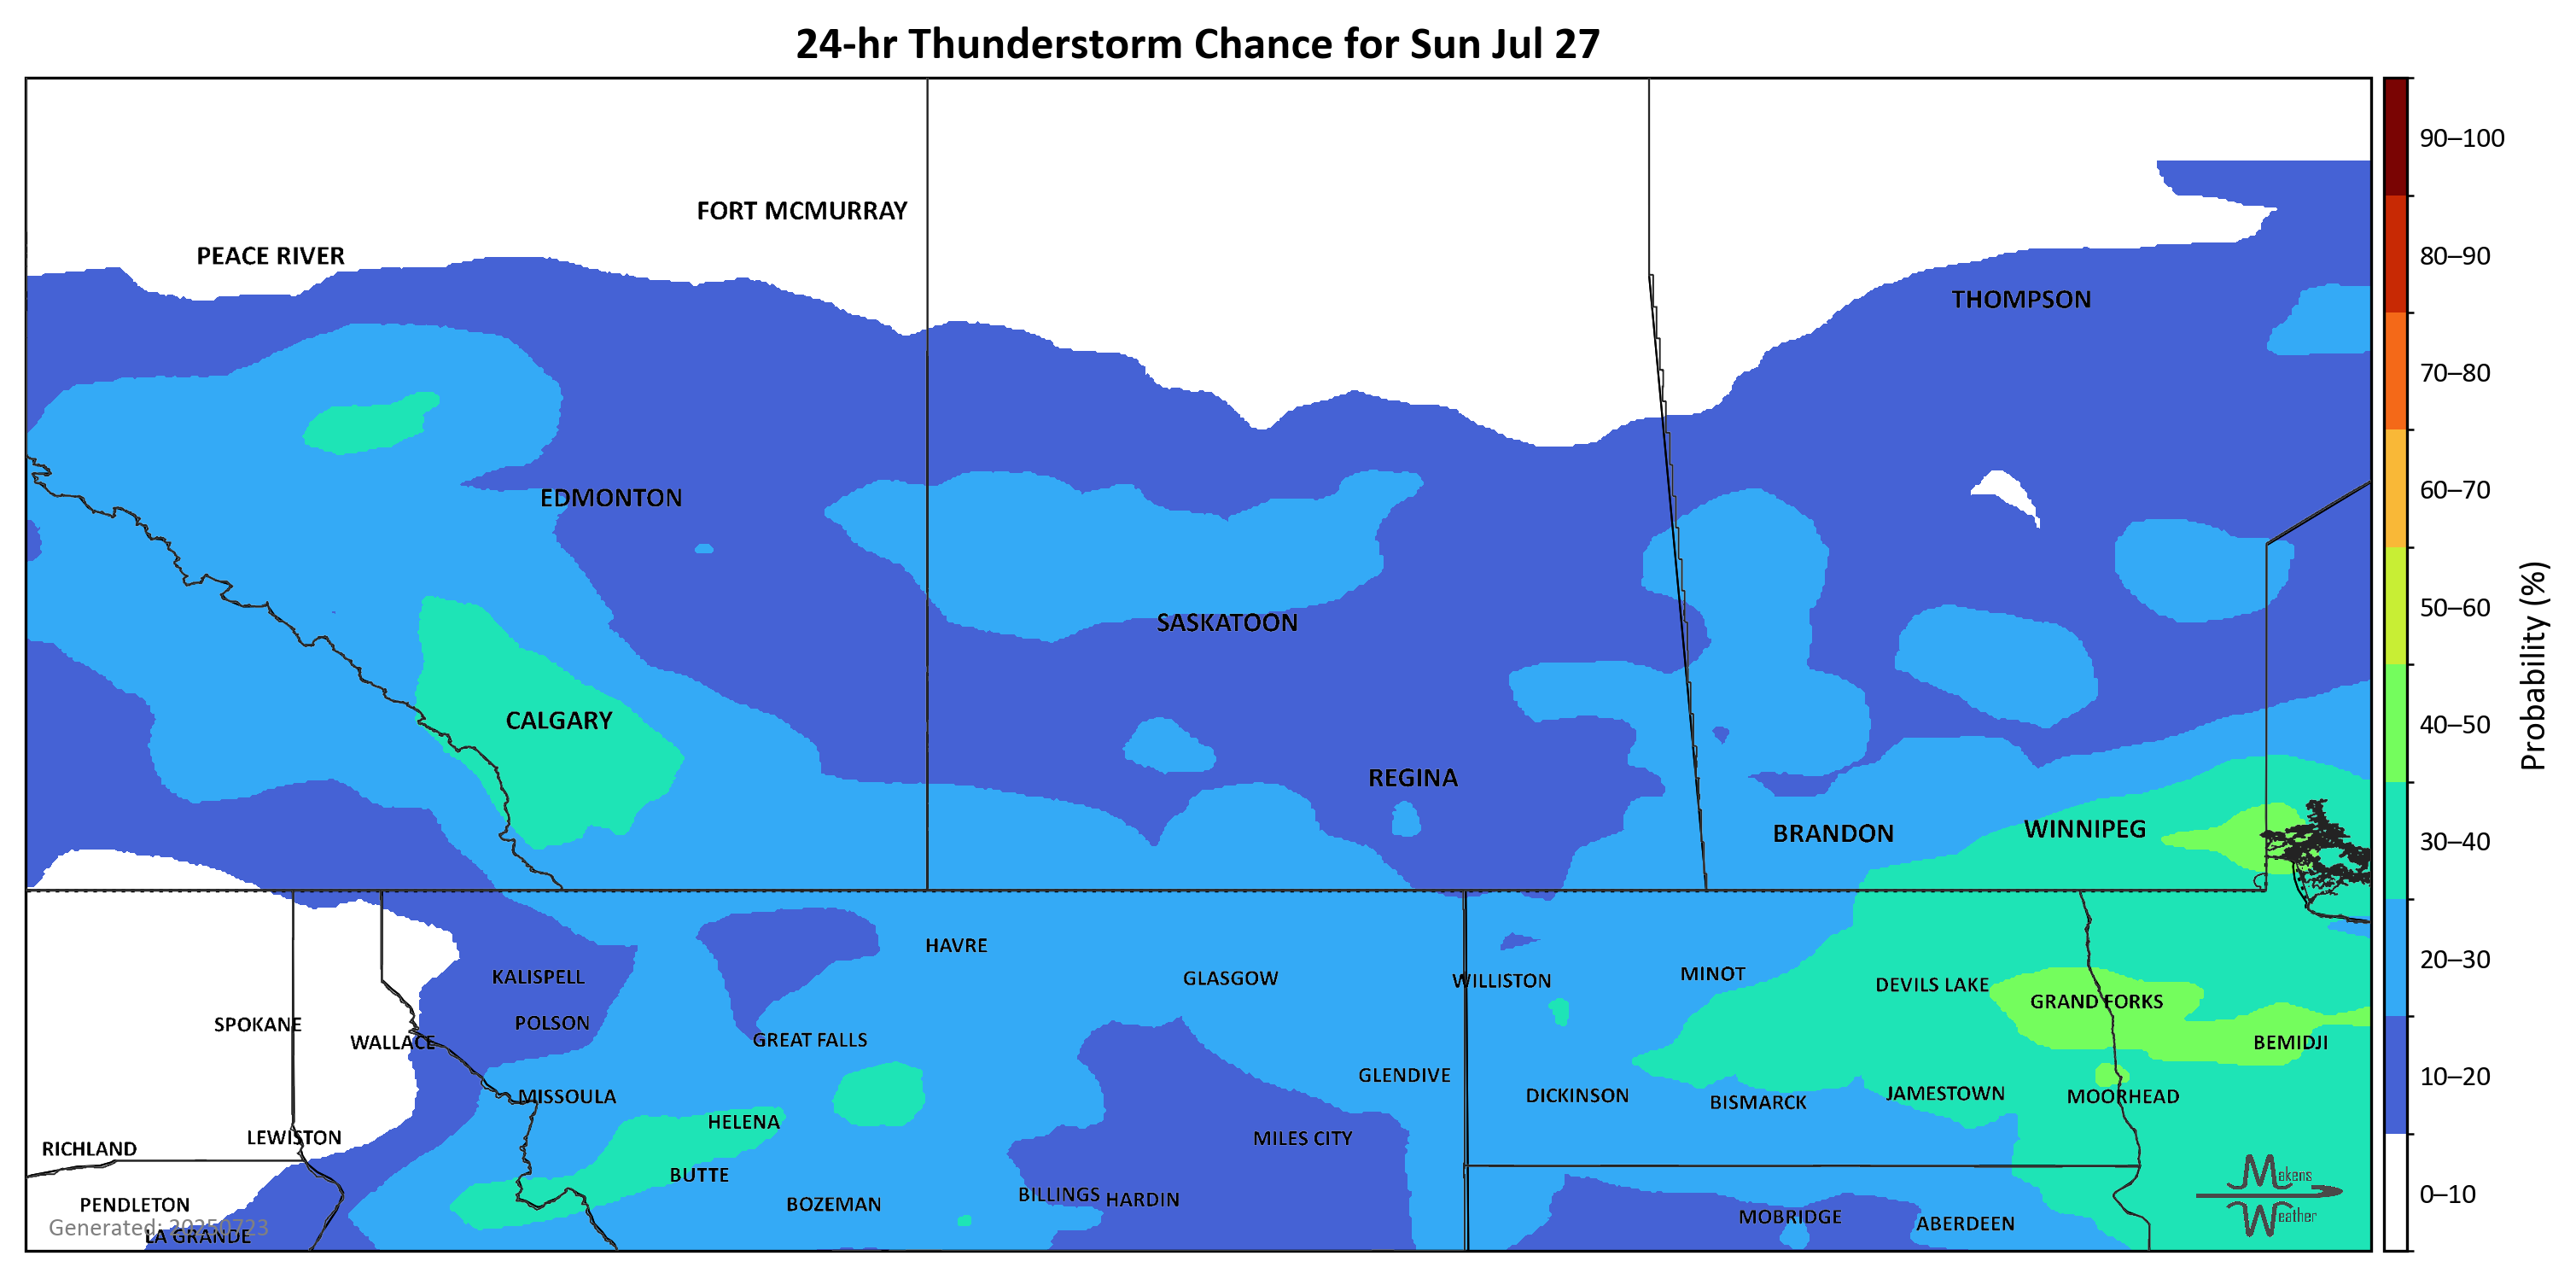 24-hr Thunderstorm Chance for Sun Jul 27
90–100
FORT MCMURRAY
PEACE RIVER
80–90
THOMPSON
70–80
60–70
EDMONTON
50–60
SASKATOON
Probability (%)
CALGARY
40–50
REGINA
WINNIPEG
BRANDON
30–40
HAVRE
20–30
KALISPELL
GLASGOW
WILLISTON
MINOT
DEVILS LAKE
GRAND FORKS
SPOKANE
POLSON
WALLACE
GREAT FALLS
BEMIDJI
GLENDIVE
10–20
MISSOULA
DICKINSON
BISMARCK
JAMESTOWN
MOORHEAD
HELENA
LEWISTON
MILES CITY
RICHLAND
BUTTE
Makens
Weather
BILLINGS
HARDIN
0–10
PENDLETON
BOZEMAN
MOBRIDGE
ABERDEEN
Generated: 20250723
LA GRANDE